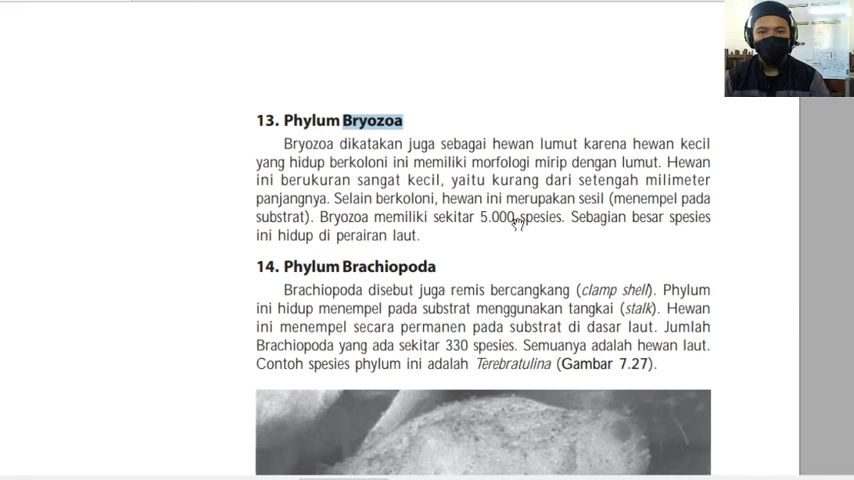 13. Phylum Bryozoa
Bryozoa dikatakan juga sebagai hewan lumut karena hewan kecil
yang hidup berkoloni ini memiliki morfologi mirip dengan lumut. Hewan
ini berukuran sangat kecil, yaitu kurang dari setengah milimeter
panjangnya. Selain berkoloni, hewan ini merupakan sesil (menempel pada
substrat). Bryozoa memiliki sekitar 5.000 spesies. Sebagian besar spesies
ini hidup di perairan laut.
14. Phylum Brachiopoda
Brachiopoda disebut juga remis bercangkang (clamp shell). Phylum
ini hidup menempel pada substrat menggunakan tangkai (stalk). Hewan
ini menempel secara permanen pada substrat di dasar laut. Jumlah
Brachiopoda yang ada sekitar 330 spesies. Semuanya adalah hewan laut.
Contoh spesies phylum ini adalah Terebratulina (Gambar 7.27).